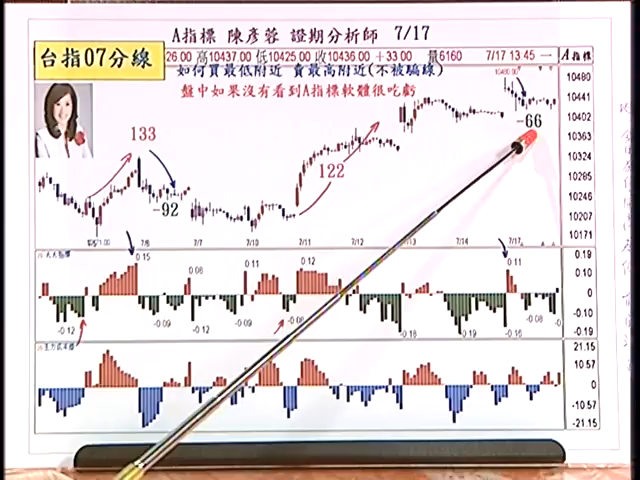 A指標 陳彥蓉 證期分析師 7/17
台指07分線
26.00 高10437.00 低10425.00 收10436.00 +33.00 量6160 7/17 13:45 一 A指標
如何買最低附近 賣最高附近(不被騙線)
盤中如果沒有看到A指標軟體很吃虧
10480
10441
10402
10363
10324
10285
10246
10207
10171
133
-92
122
-66
7/6 7/7 7/10 7/11 7/12 7/13 7/14 7/17
0.19
0.10
0
-0.10
-0.19
0.15 0.08 0.11 0.12 0.11
-0.12 -0.09 -0.12 -0.09 -0.16 -0.09 -0.16 -0.08
21.15
10.57
0
-10.57
-21.15